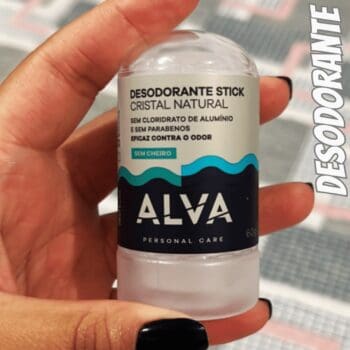 DESODORANTE
DESODORANTE STICK
CRISTAL NATURAL
SEM CLORIDRATO DE ALUMÍNIO
E SEM PARABENOS
EFICAZ CONTRA O ODOR
SEM CHEIRO
ALVA
PERSONAL CARE
60g